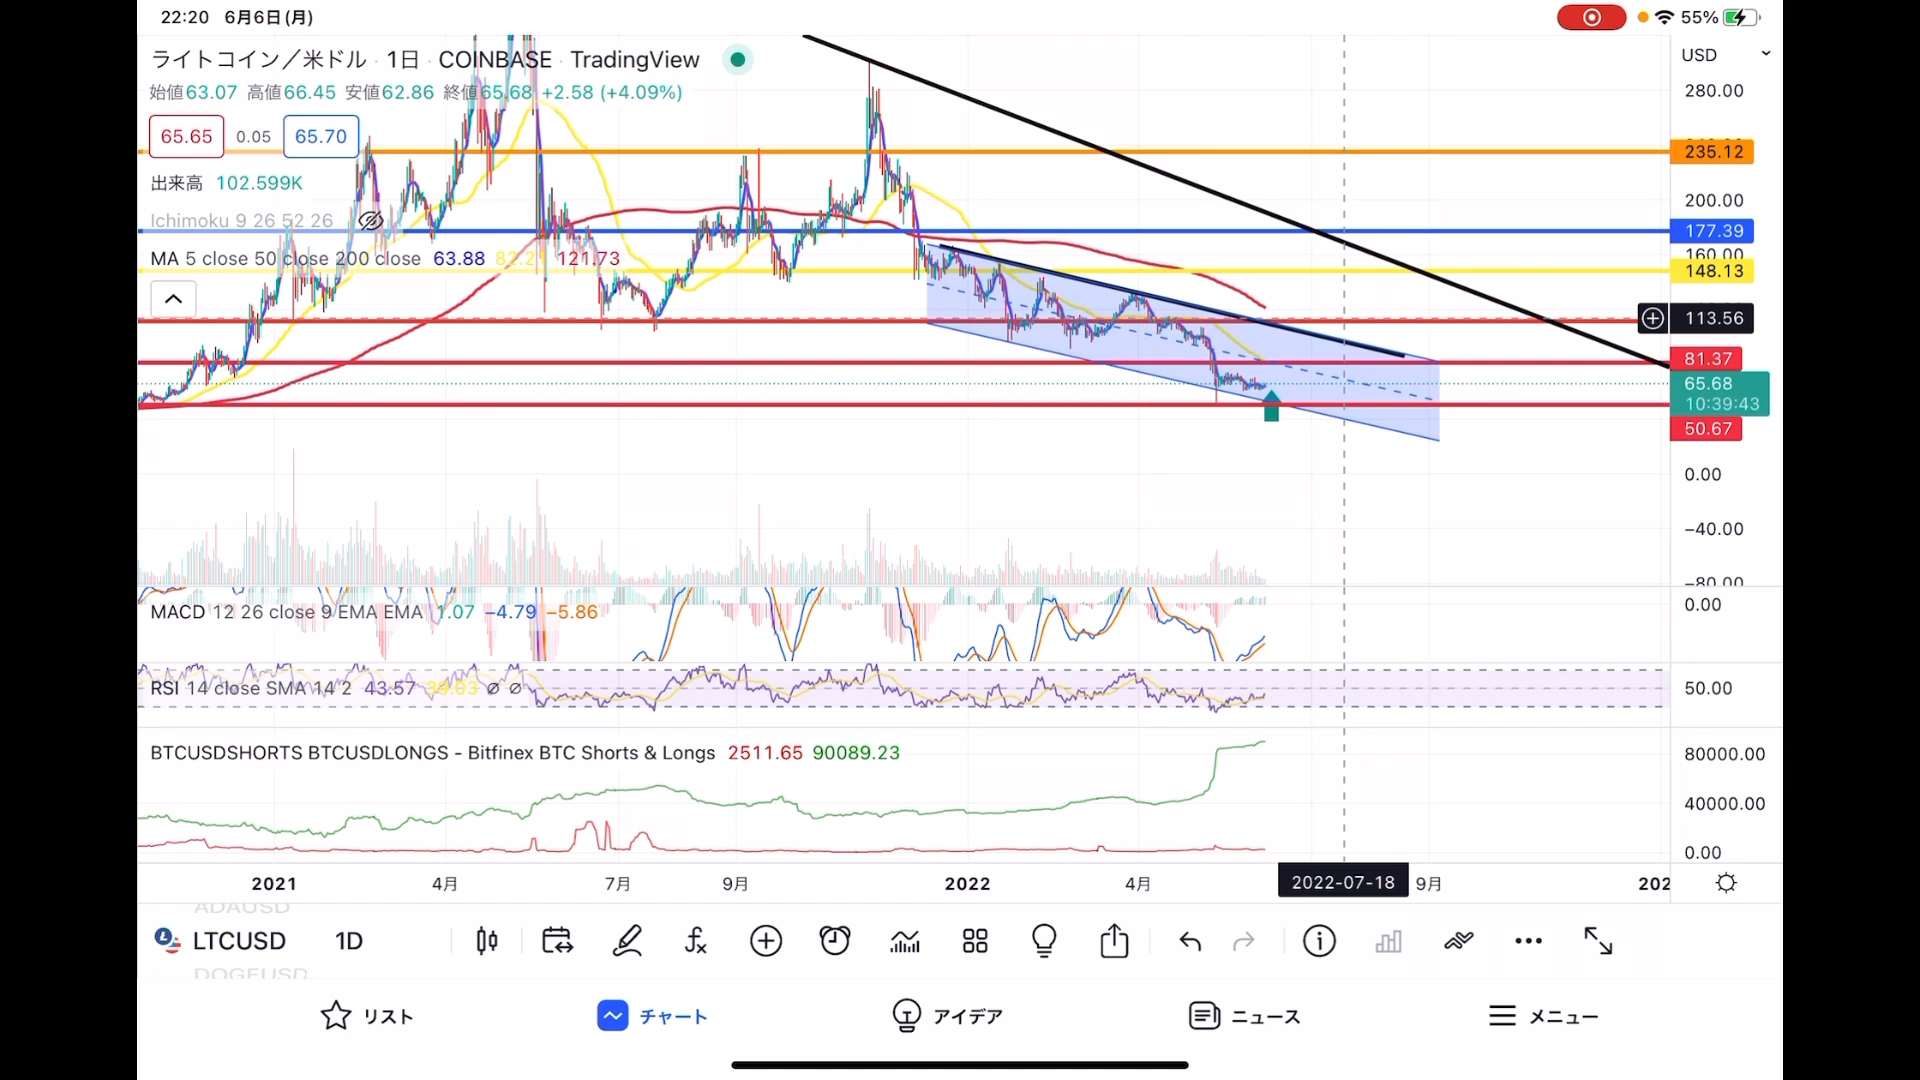 22:20 6月6日(月)
55%
ライトコイン／米ドル · 1日 · COINBASE · TradingView
USD
始値63.07 高値66.45 安値62.86 終値65.68 +2.58 (+4.09%)
280.00
65.65 0.05 65.70
235.12
出来高 102.599K
200.00
Ichimoku 9 26 52 26
177.39
MA 5 close 50 close 200 close 63.88 121.73
160.00
148.13
113.56
81.37
65.68
10:39:43
50.67
0.00
−40.00
−80.00
MACD 12 26 close 9 EMA EMA 1.07 −4.79 −5.86
0.00
RSI 14 close SMA 14 2 43.57 ∅ ∅
50.00
BTCUSDSHORTS BTCUSDLONGS - Bitfinex BTC Shorts & Longs 2511.65 90089.23
80000.00
40000.00
0.00
2021 4月 7月 9月 2022 4月 2022-07-18 9月 202
ADAUSD
LTCUSD 1D
DOGEUSD
リスト チャート アイデア ニュース メニュー